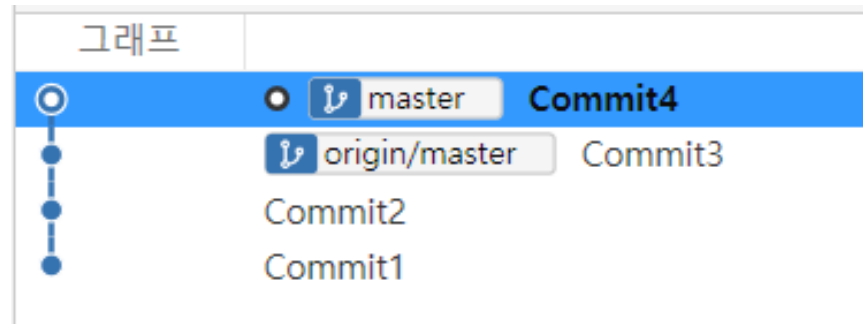 그래프
master Commit4
origin/master Commit3
Commit2
Commit1